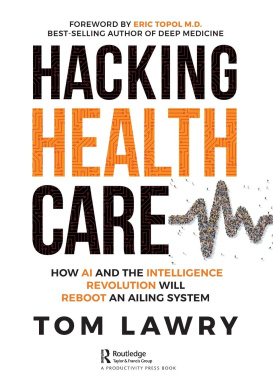 FOREWORD BY ERIC TOPOL M.D.
BEST-SELLING AUTHOR OF DEEP MEDICINE
HACKING
HEALTH
CARE
HOW AI AND THE INTELLIGENCE
REVOLUTION WILL
REBOOT AN AILING SYSTEM
TOM LAWRY
R Routledge
Taylor & Francis Group
A PRODUCTIVITY PRESS BOOK